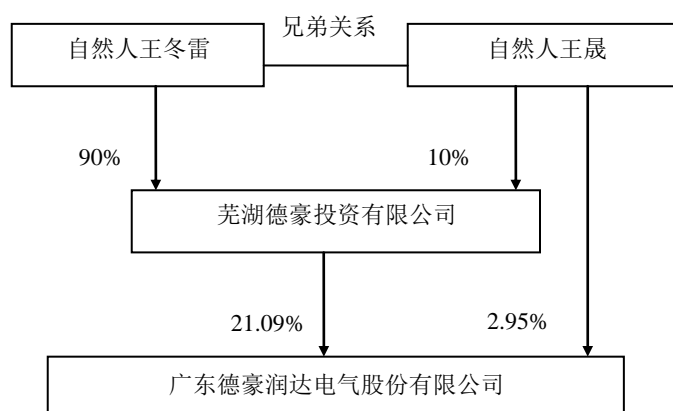 兄弟关系
自然人王冬雷
自然人王晟
90%
10%
芜湖德豪投资有限公司
21.09%
2.95%
广东德豪润达电气股份有限公司